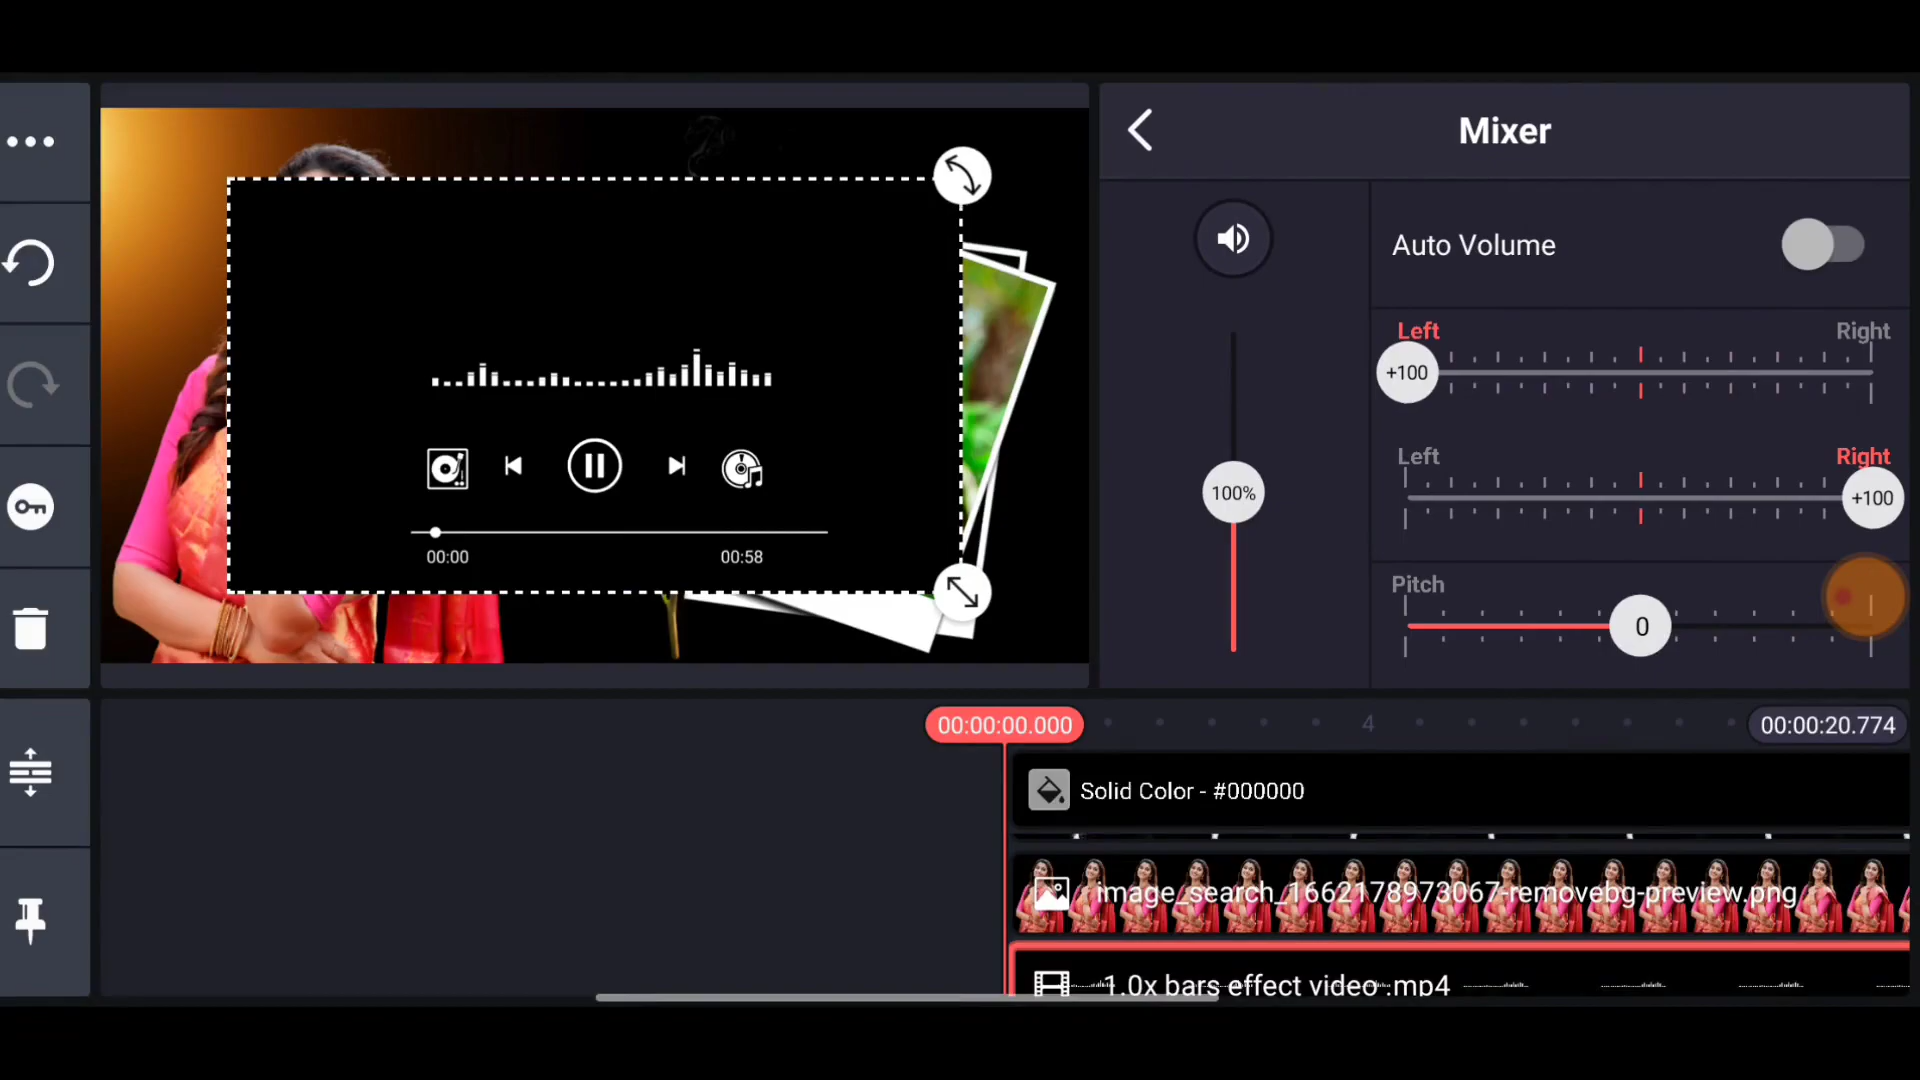 Mixer
Auto Volume
Left Right
+100
Left Right
+100
100%
Pitch
0
00:00 00:58
00:00:00.000
4
00:00:20.774
Solid Color - #000000
image_search_1662178973067-removebg-preview.png
1.0x bars effect video .mp4